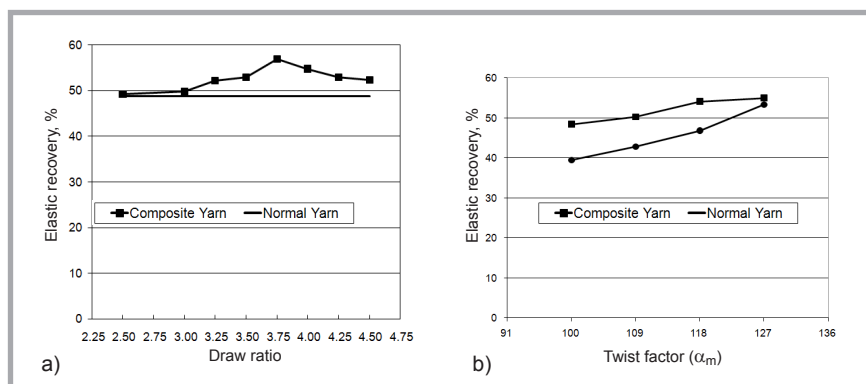 60
50
40
30
20
10
0
Elastic recovery, %
Composite Yarn Normal Yarn
2.25 2.50 2.75 3.00 3.25 3.50 3.75 4.00 4.25 4.50 4.75
Draw ratio
a)
60
50
40
30
20
10
0
Elastic recovery, %
Composite Yarn Normal Yarn
91 100 109 118 127 136
Twist factor (αm)
b)